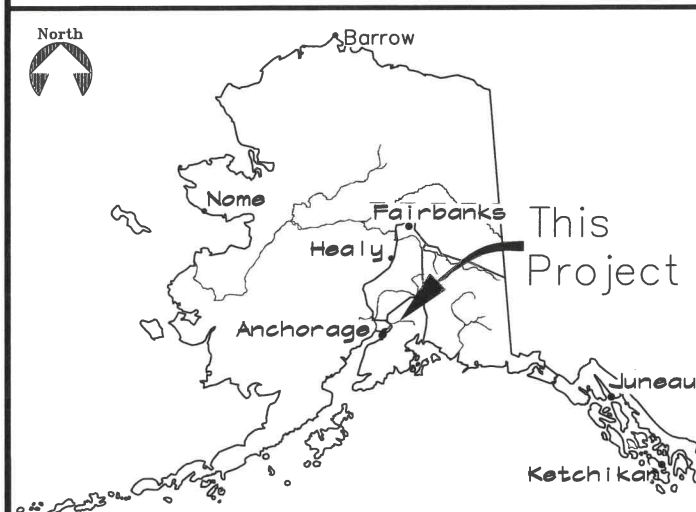 North
Barrow
Nome
Fairbanks
This
Healy
Project
Anchorage
Juneau
Ketchikan